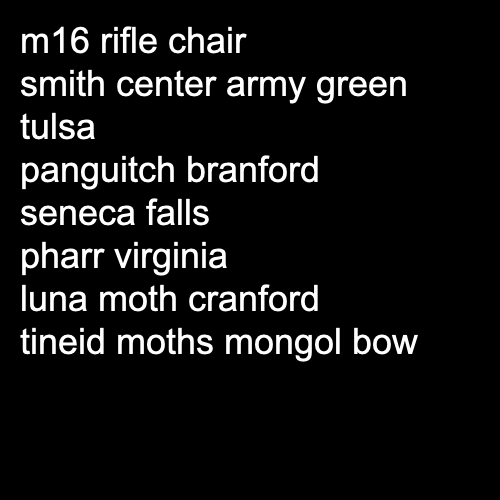 m16 rifle chair
smith center army green
tulsa
panguitch branford
seneca falls
pharr virginia
luna moth cranford
tineid moths mongol bow